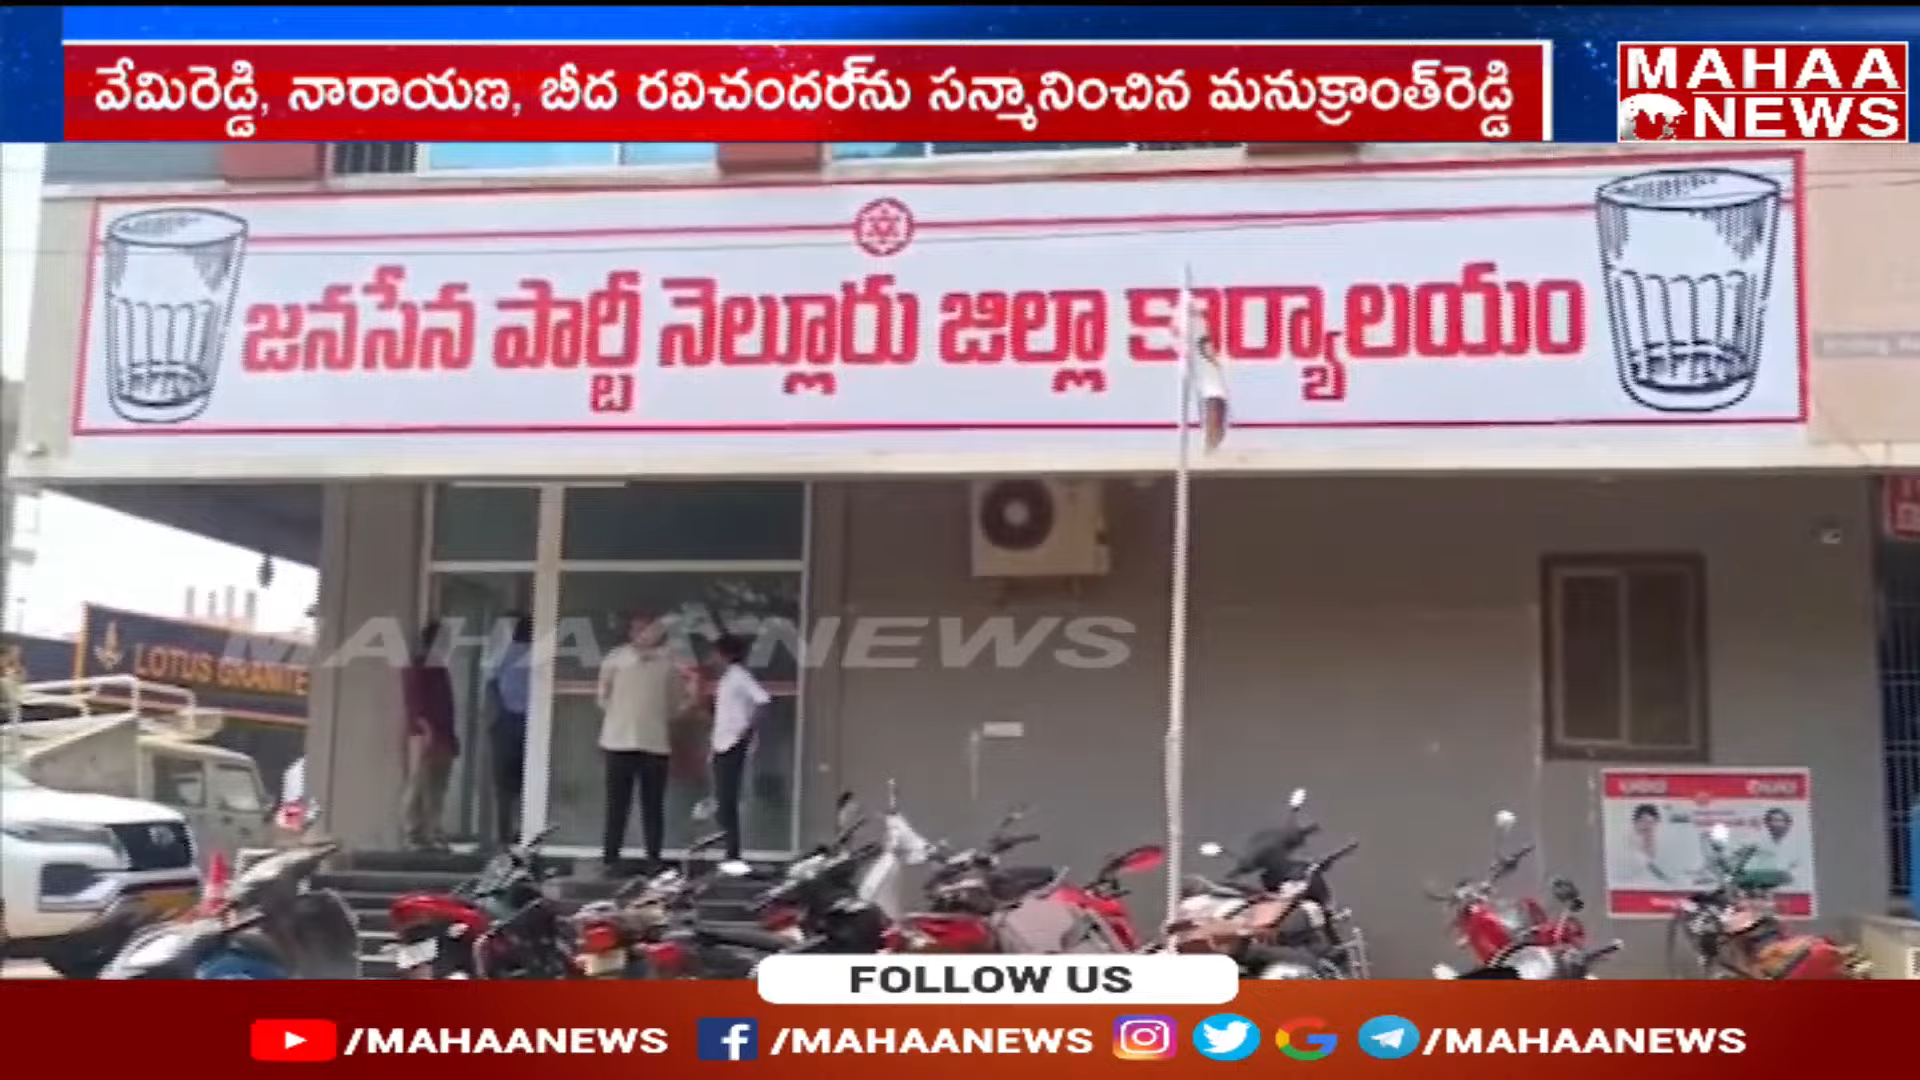 వేమిరెడ్డి, నారాయణ, బీద రవిచందర్‌ను సన్మానించిన మనుక్రాంత్‌రెడ్డి
MAHAA
NEWS
జనసేన పార్టీ నెల్లూరు జిల్లా కార్యాలయం
MAHAA NEWS
LOTUS GRANITE
FOLLOW US
/MAHAANEWS /MAHAANEWS /MAHAANEWS